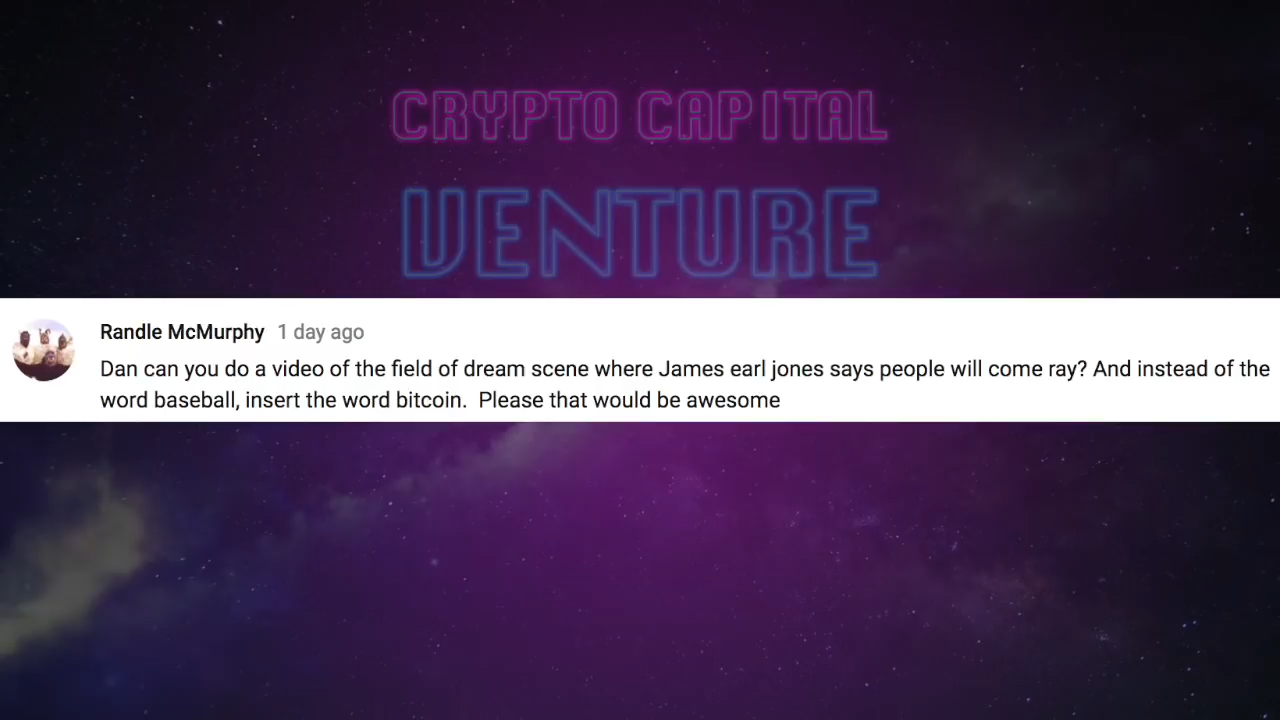 CRYPTO CAPITAL
VENTURE
Randle McMurphy 1 day ago
Dan can you do a video of the field of dream scene where James earl jones says people will come ray? And instead of the
word baseball, insert the word bitcoin.  Please that would be awesome